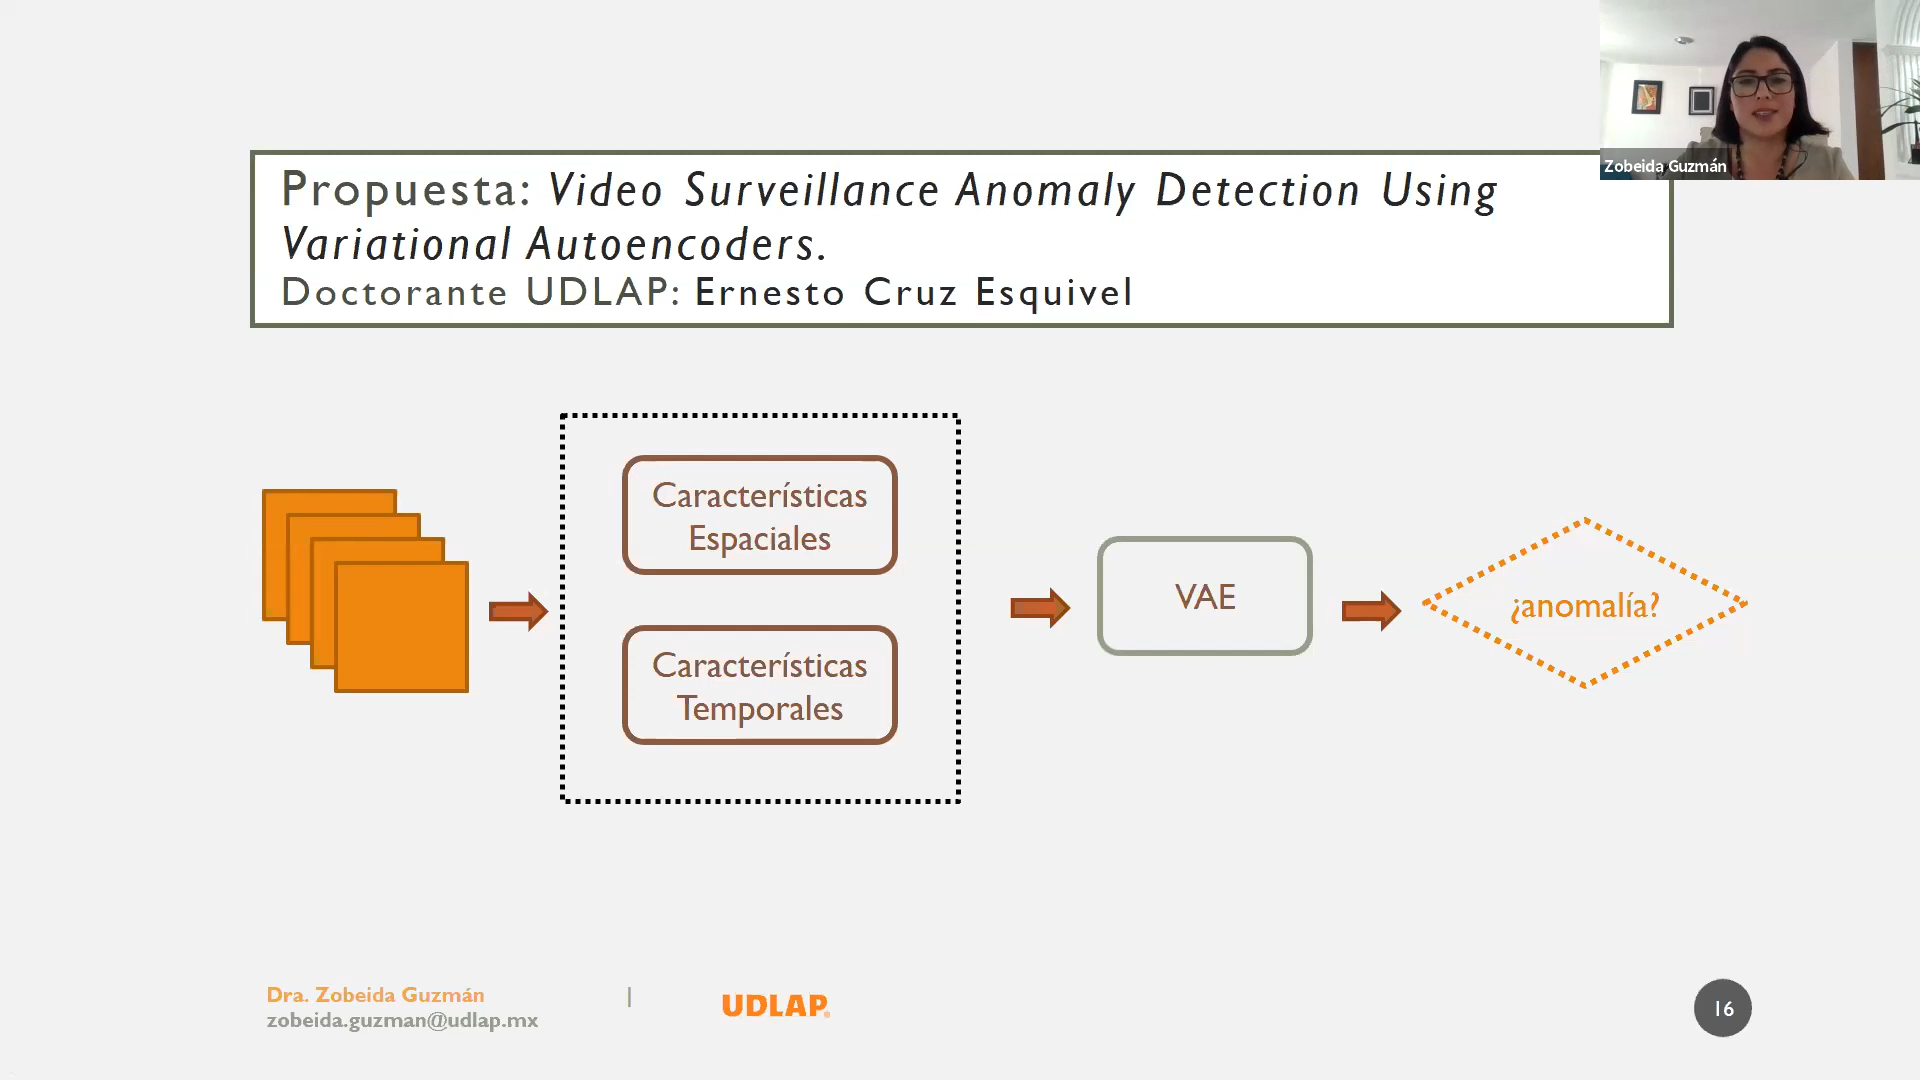 Zobeida Guzmán
Propuesta: Video Surveillance Anomaly Detection Using
Variational Autoencoders.
Doctorante UDLAP: Ernesto Cruz Esquivel
Características
Espaciales
Características
Temporales
VAE
¿anomalía?
Dra. Zobeida Guzmán |
zobeida.guzman@udlap.mx
UDLAP®
16